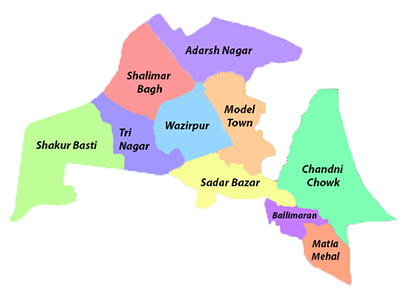 Adarsh Nagar
Shalimar
Bagh
Model
Town
Wazirpur
Tri
Nagar
Shakur Basti
Sadar Bazar
Chandni
Chowk
Ballimaran
Matia
Mehal